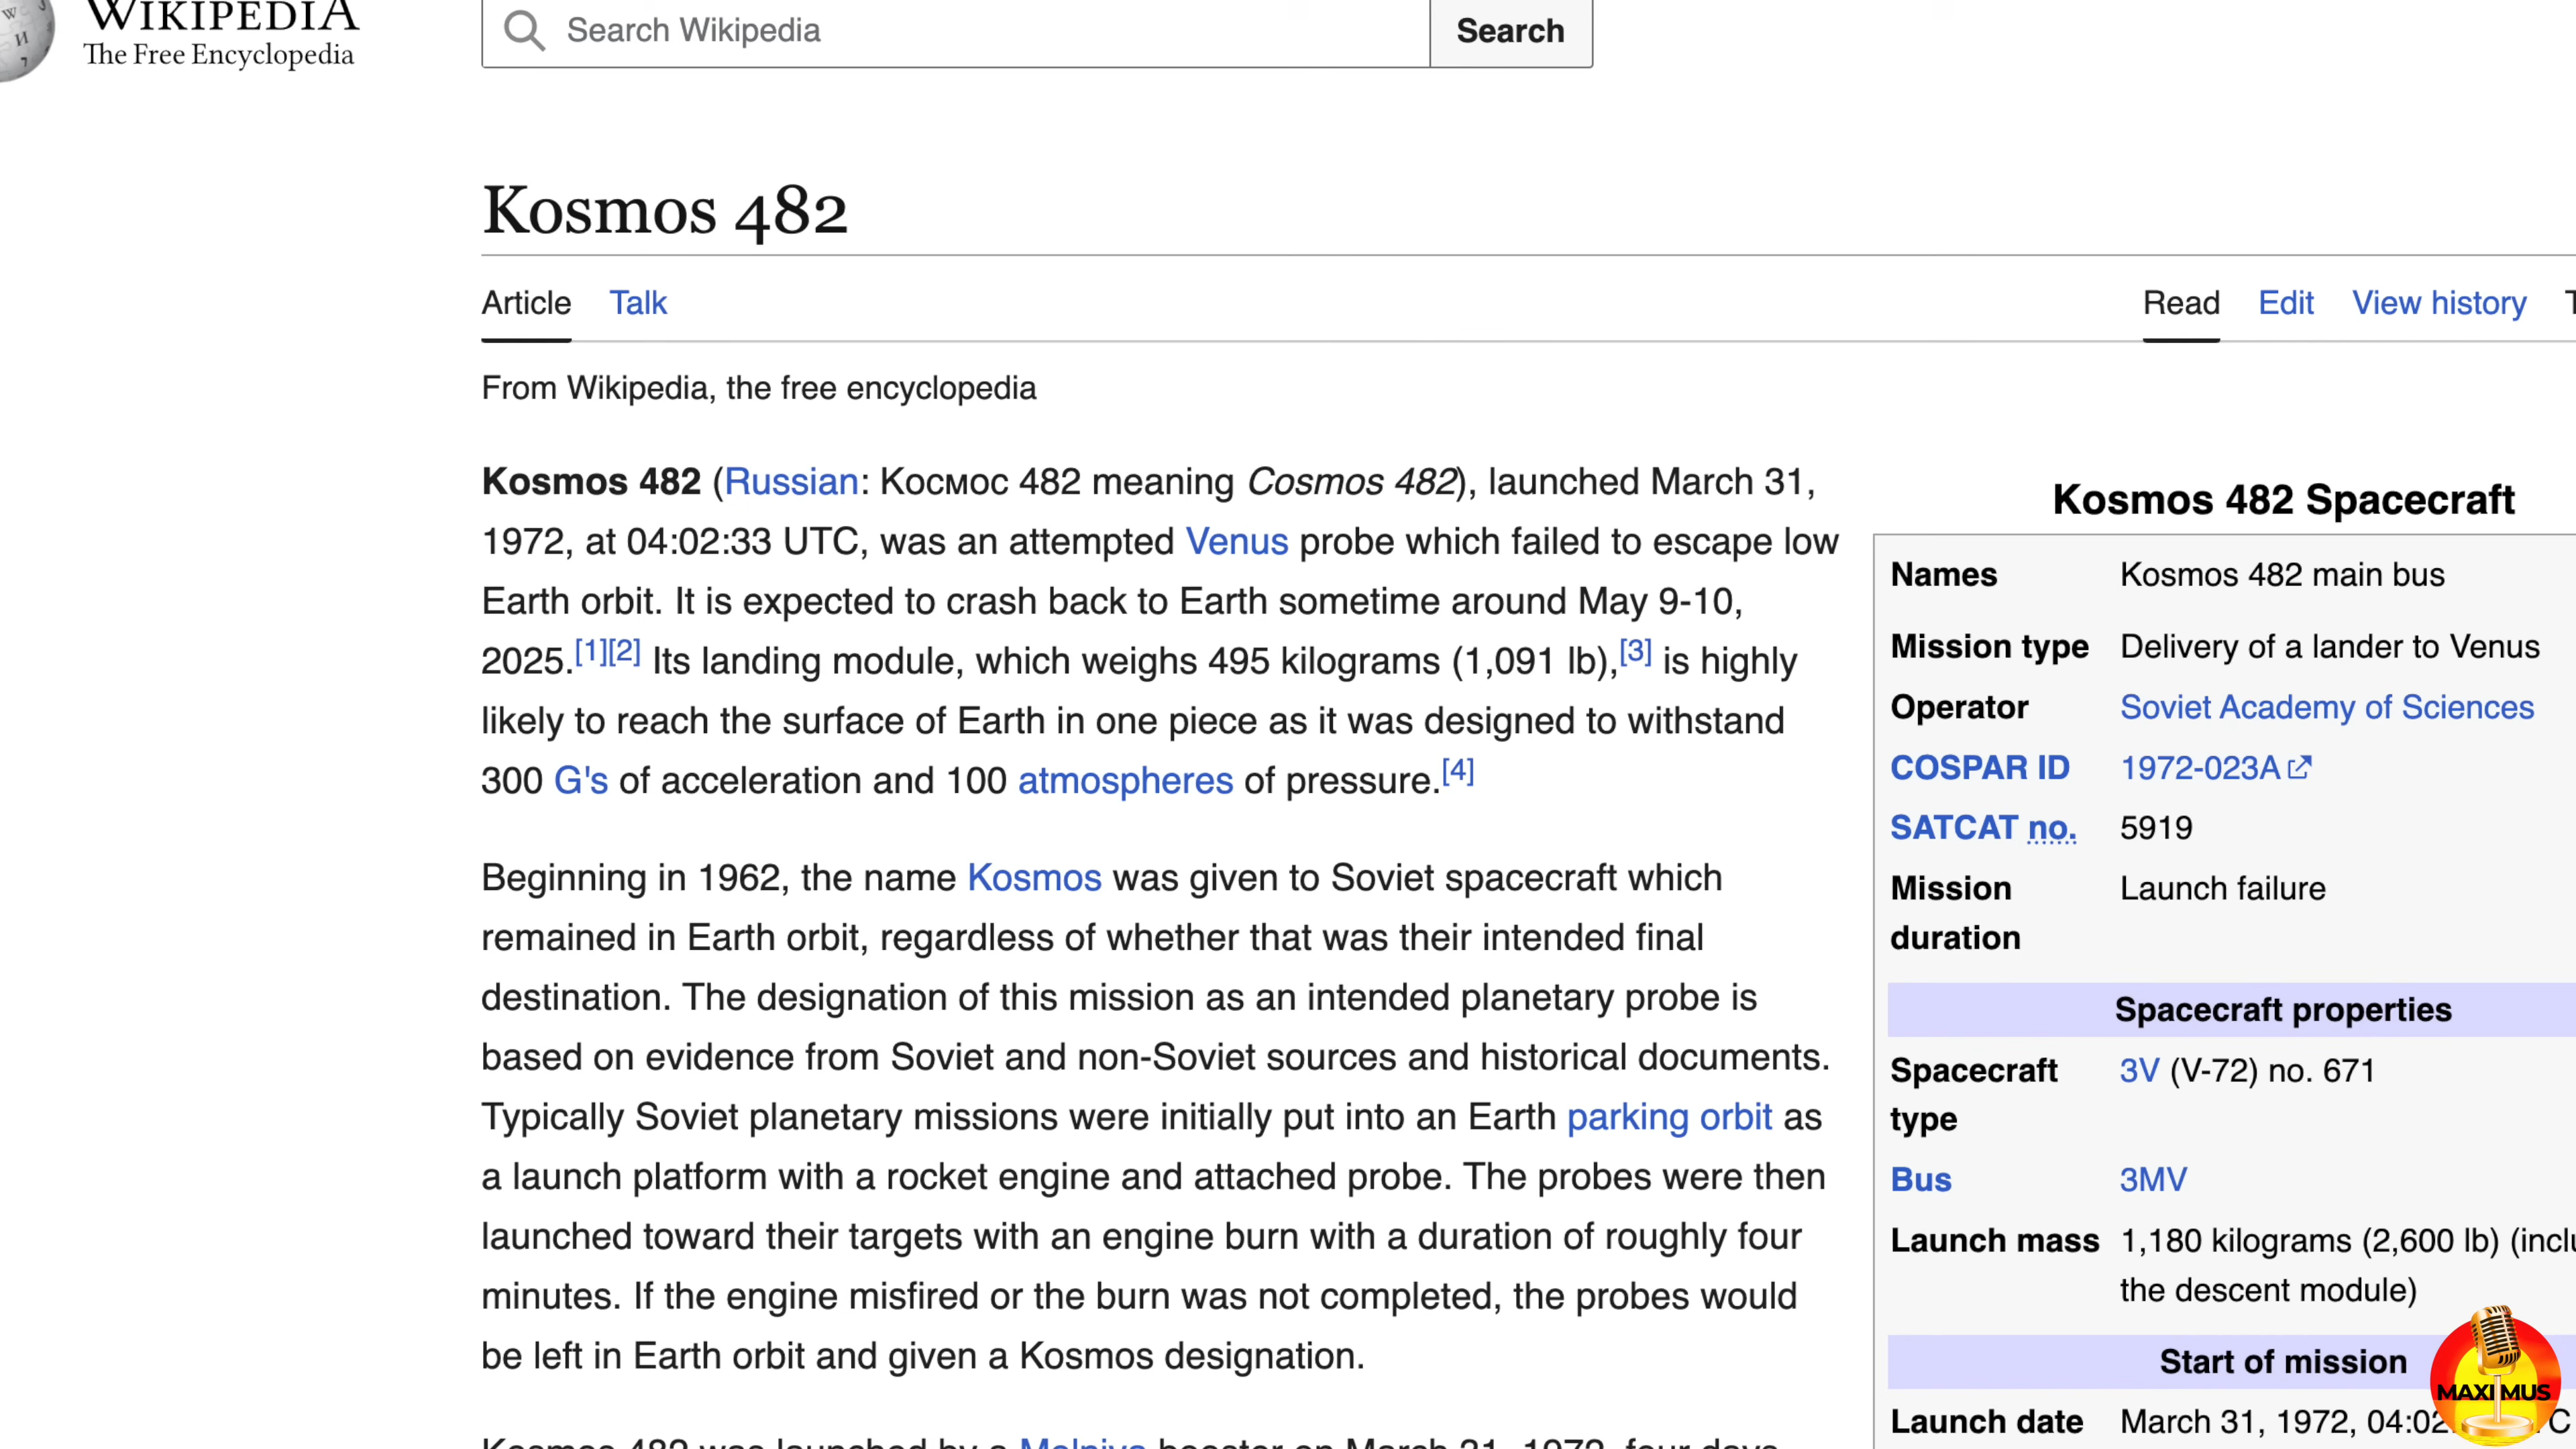 WIKIPEDIA
The Free Encyclopedia
Search Wikipedia
Search
Kosmos 482
Article Talk
Read Edit View history
From Wikipedia, the free encyclopedia
Kosmos 482 (Russian: Космос 482 meaning Cosmos 482), launched March 31,
1972, at 04:02:33 UTC, was an attempted Venus probe which failed to escape low
Earth orbit. It is expected to crash back to Earth sometime around May 9-10,
2025.[1][2] Its landing module, which weighs 495 kilograms (1,091 lb),[3] is highly
likely to reach the surface of Earth in one piece as it was designed to withstand
300 G's of acceleration and 100 atmospheres of pressure.[4]
Beginning in 1962, the name Kosmos was given to Soviet spacecraft which
remained in Earth orbit, regardless of whether that was their intended final
destination. The designation of this mission as an intended planetary probe is
based on evidence from Soviet and non-Soviet sources and historical documents.
Typically Soviet planetary missions were initially put into an Earth parking orbit as
a launch platform with a rocket engine and attached probe. The probes were then
launched toward their targets with an engine burn with a duration of roughly four
minutes. If the engine misfired or the burn was not completed, the probes would
be left in Earth orbit and given a Kosmos designation.
Kosmos 482 was launched by a Molniya booster on March 31, 1972, four days
Kosmos 482 Spacecraft
Names Kosmos 482 main bus
Mission type Delivery of a lander to Venus
Operator Soviet Academy of Sciences
COSPAR ID 1972-023A
SATCAT no. 5919
Mission Launch failure
duration
Spacecraft properties
Spacecraft 3V (V-72) no. 671
type
Bus 3MV
Launch mass 1,180 kilograms (2,600 lb) (inclu
the descent module)
Start of mission
Launch date March 31, 1972, 04:02
MAXIMUS